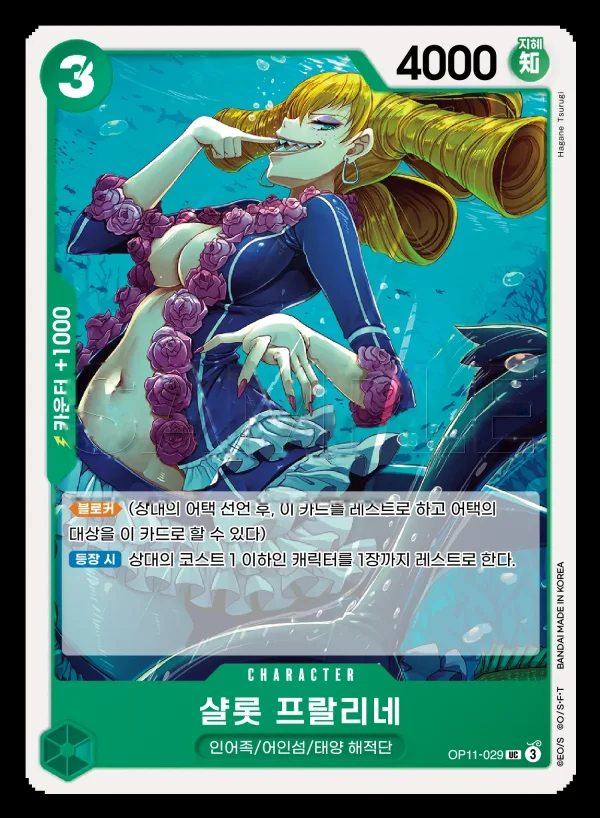 3
4000
지혜
知
Hagane Tsurugi
카운터 +1000
SAMPLE
블로커 (상대의 어택 선언 후, 이 카드를 레스트로 하고 어택의
대상을 이 카드로 할 수 있다)
등장 시 상대의 코스트 1 이하인 캐릭터를 1장까지 레스트로 한다.
CHARACTER
샬롯 프랄리네
인어족/어인섬/태양 해적단
OP11-029 UC 3
©EO/S ©O/S·F·T BANDAI MADE IN KOREA